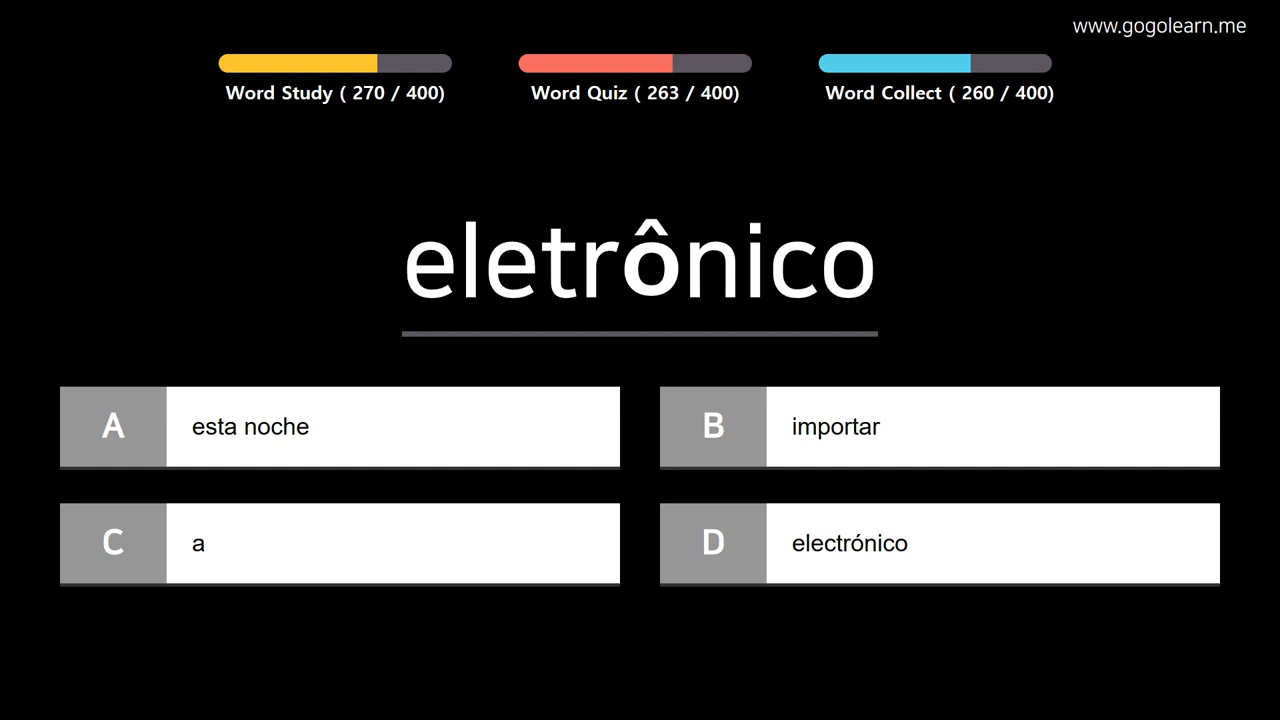 www.gogolearn.me
Word Study ( 270 / 400)
Word Quiz ( 263 / 400)
Word Collect ( 260 / 400)
eletrônico
A
esta noche
B
importar
C
a
D
electrónico